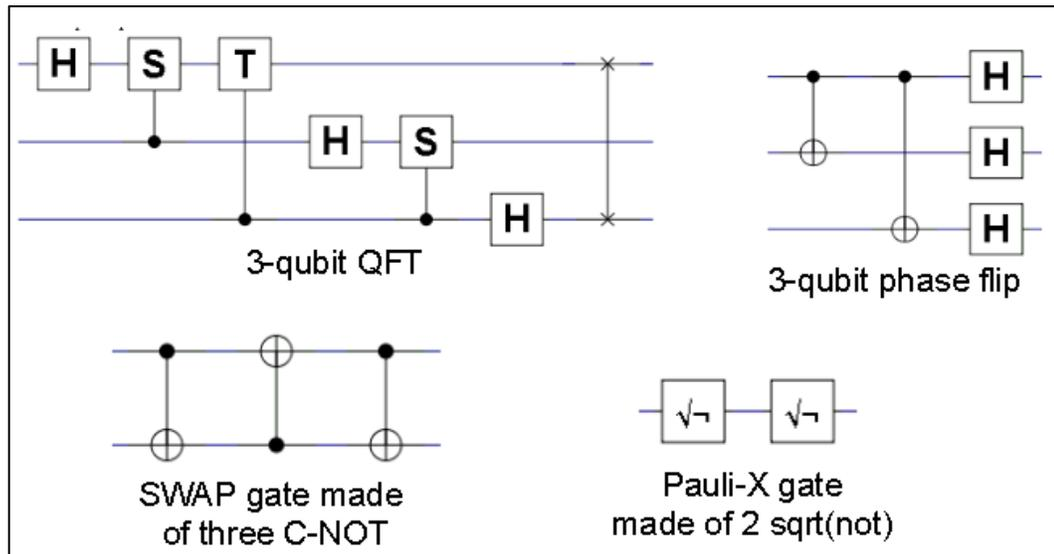 H S T
H S
H
3-qubit QFT
H
H
H
3-qubit phase flip
SWAP gate made
of three C-NOT
√¬ √¬
Pauli-X gate
made of 2 sqrt(not)